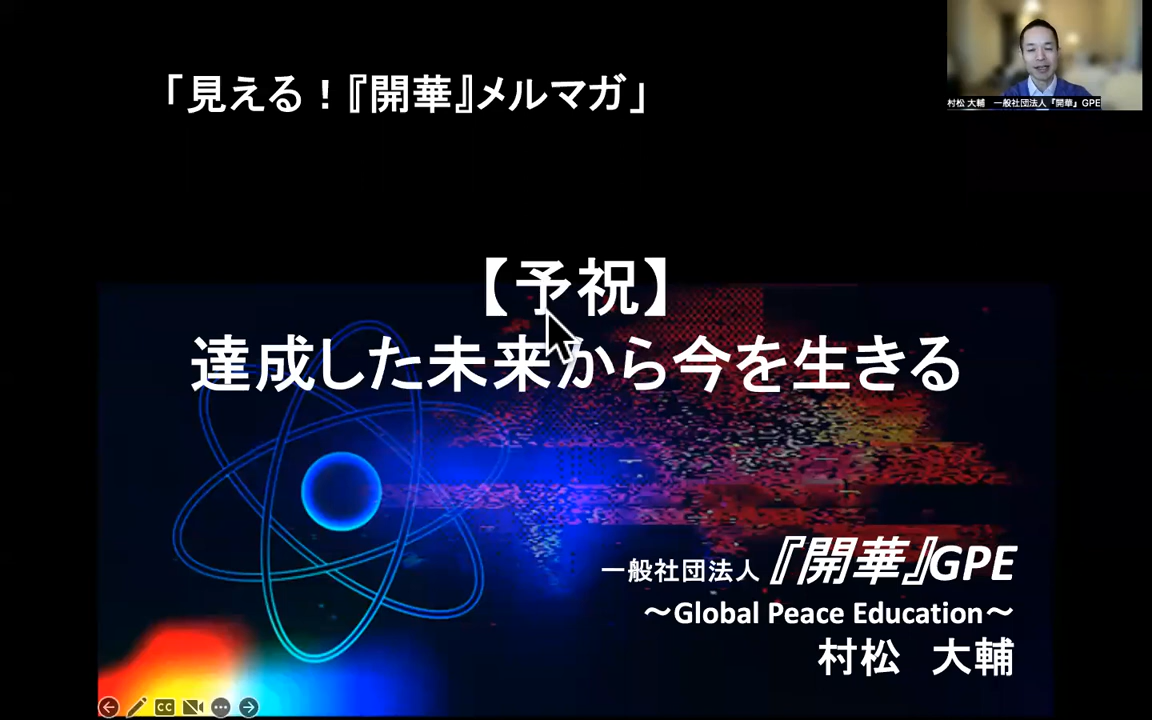 「見える！『開華』メルマガ」
村松 大輔　一般社団法人『開華』GPE
【予祝】
達成した未来から今を生きる
一般社団法人『開華』GPE
～Global Peace Education～
村松　大輔
CC